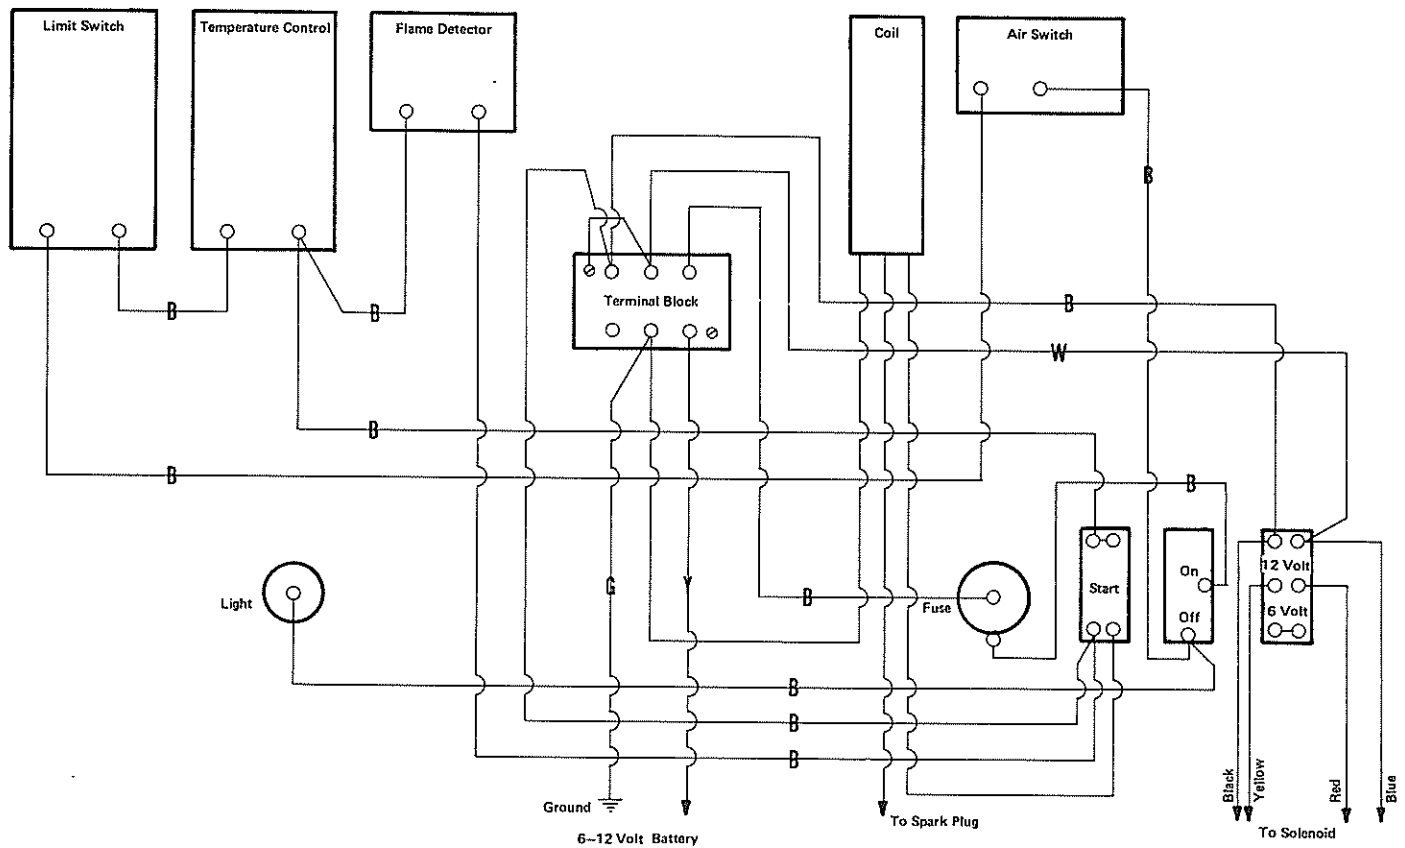 Limit Switch
Temperature Control
Flame Detector
Coil
Air Switch
B
B
B
Terminal Block
B
W
B
B
B
G
Y
B
Light
Fuse
Start
On
Off
12 Volt
6 Volt
B
B
B
Ground
6–12 Volt Battery
To Spark Plug
Black
Yellow
Red
Blue
To Solenoid